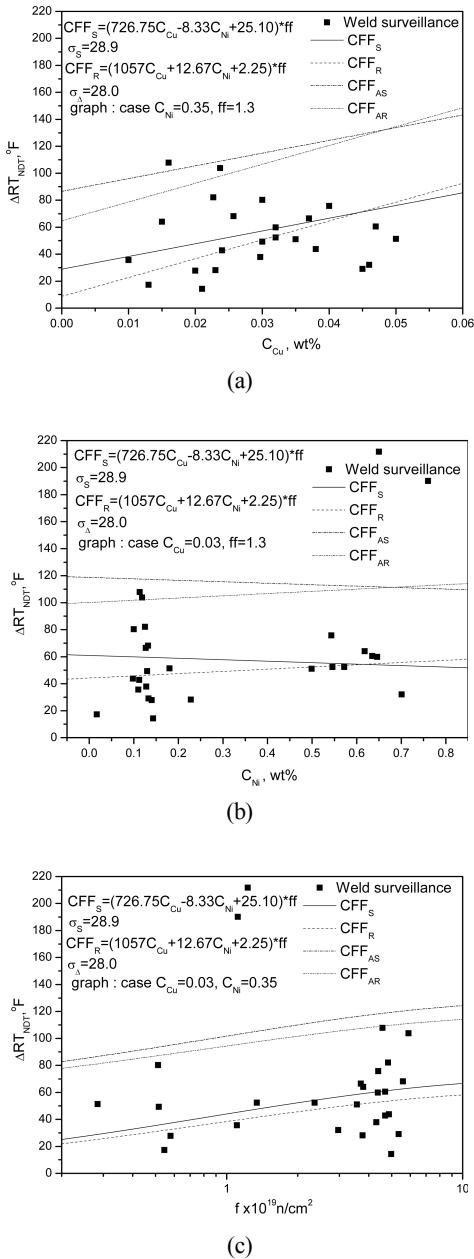 CFF_S=(726.75C_Cu-8.33C_Ni+25.10)*ff
σ_S=28.9
CFF_R=(1057C_Cu+12.67C_Ni+2.25)*ff
σ_Δ=28.0
graph : case C_Ni=0.35, ff=1.3
Weld surveillance
CFF_S
CFF_R
CFF_AS
CFF_AR
220
200
180
160
140
120
100
80
60
40
20
0
ΔRT_NDT,°F
0.00 0.01 0.02 0.03 0.04 0.05 0.06
C_Cu, wt%
(a)
CFF_S=(726.75C_Cu-8.33C_Ni+25.10)*ff
σ_S=28.9
CFF_R=(1057C_Cu+12.67C_Ni+2.25)*ff
σ_Δ=28.0
graph : case C_Cu=0.03, ff=1.3
Weld surveillance
CFF_S
CFF_R
CFF_AS
CFF_AR
220
200
180
160
140
120
100
80
60
40
20
0
ΔRT_NDT,°F
0.0 0.1 0.2 0.3 0.4 0.5 0.6 0.7 0.8
C_Ni, wt%
(b)
CFF_S=(726.75C_Cu-8.33C_Ni+25.10)*ff
σ_S=28.9
CFF_R=(1057C_Cu+12.67C_Ni+2.25)*ff
σ_Δ=28.0
graph : case C_Cu=0.03, C_Ni=0.35
Weld surveillance
CFF_S
CFF_R
CFF_AS
CFF_AR
220
200
180
160
140
120
100
80
60
40
20
0
ΔRT_NDT,°F
1 10
f x10^19n/cm^2
(c)